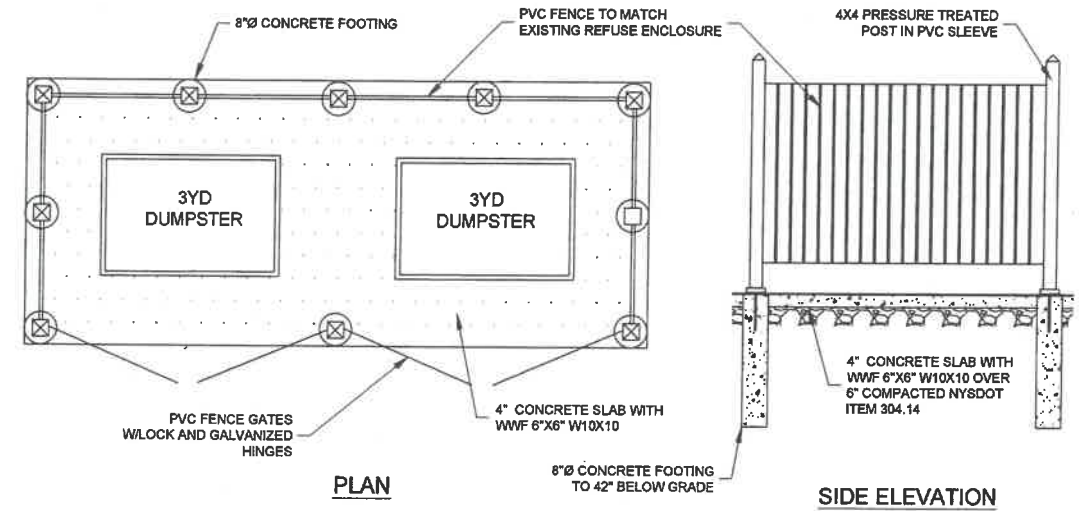 8"Ø CONCRETE FOOTING
PVC FENCE TO MATCH
EXISTING REFUSE ENCLOSURE
4X4 PRESSURE TREATED
POST IN PVC SLEEVE
3YD
DUMPSTER
3YD
DUMPSTER
PVC FENCE GATES
W/LOCK AND GALVANIZED
HINGES
4" CONCRETE SLAB WITH
WWF 6"X6" W10X10
4" CONCRETE SLAB WITH
WWF 6"X6" W10X10 OVER
6" COMPACTED NYSDOT
ITEM 304.14
8"Ø CONCRETE FOOTING
TO 42" BELOW GRADE
PLAN
SIDE ELEVATION